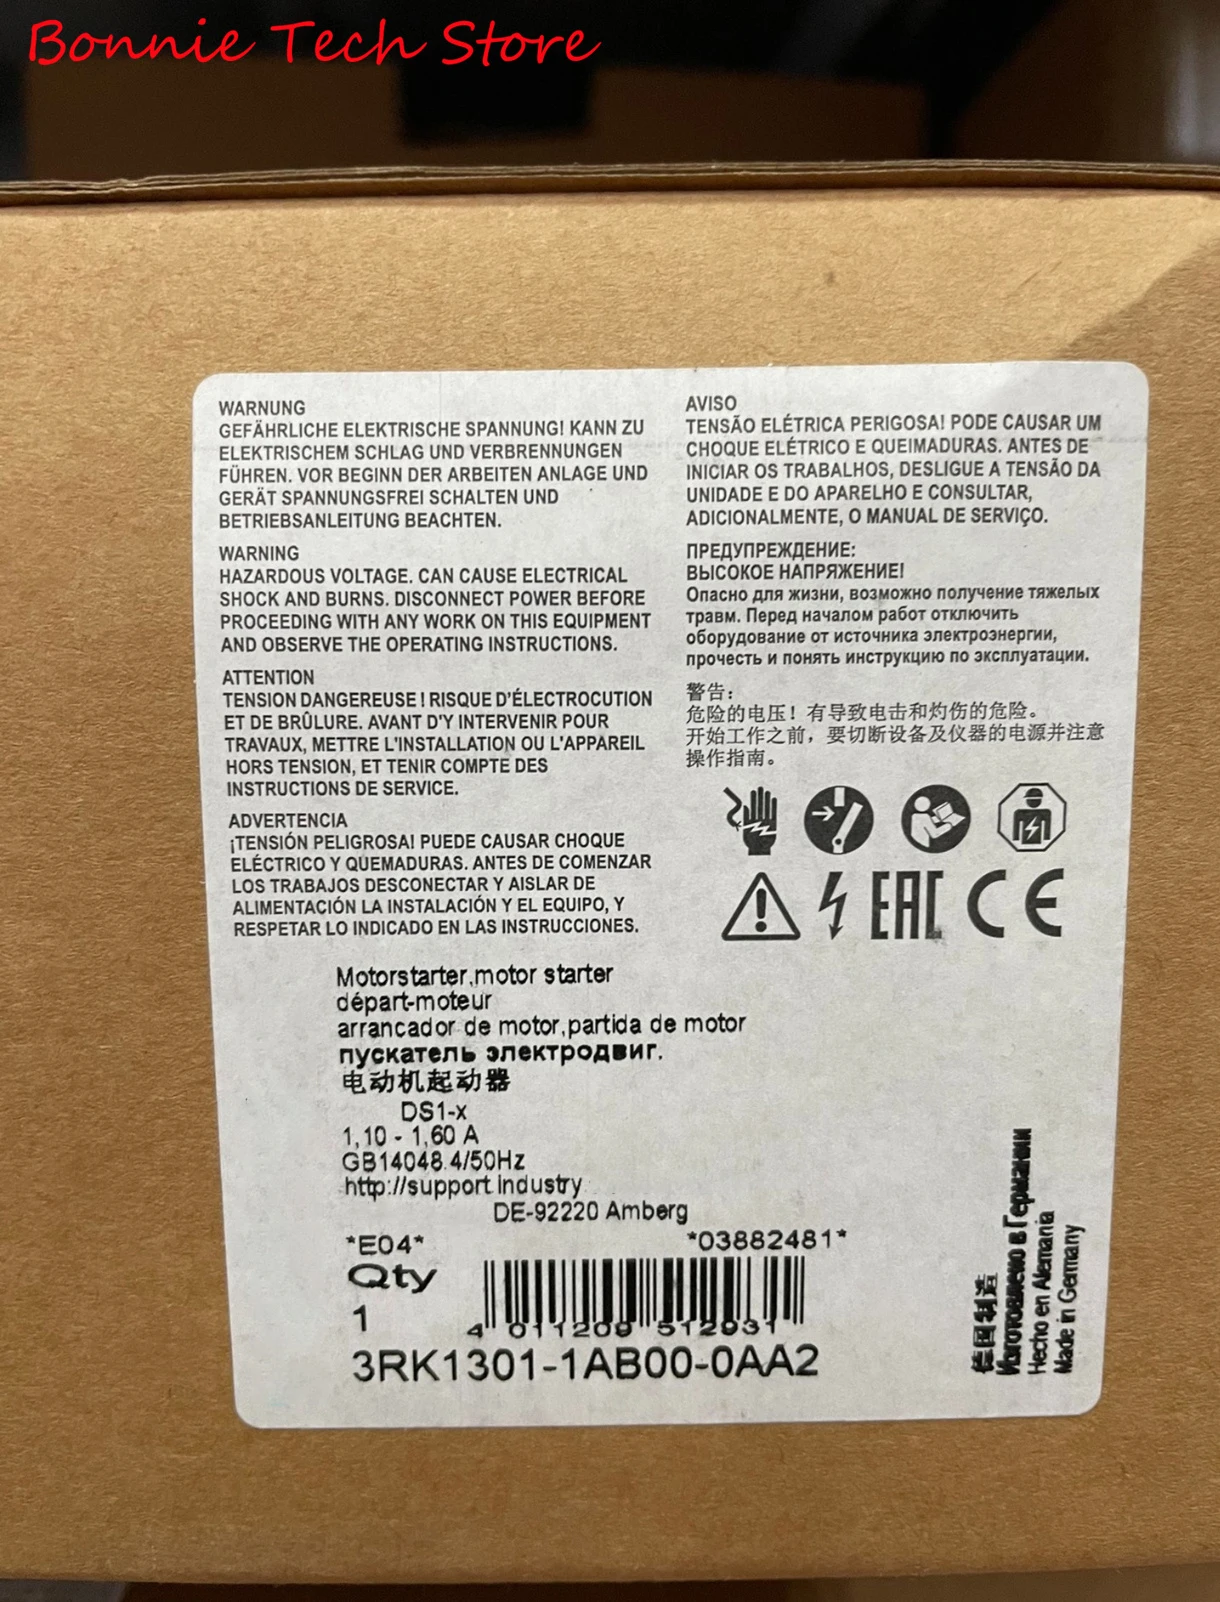 Bonnie Tech Store
WARNUNG
GEFÄHRLICHE ELEKTRISCHE SPANNUNG! KANN ZU
ELEKTRISCHEM SCHLAG UND VERBRENNUNGEN
FÜHREN. VOR BEGINN DER ARBEITEN ANLAGE UND
GERÄT SPANNUNGSFREI SCHALTEN UND
BETRIEBSANLEITUNG BEACHTEN.
WARNING
HAZARDOUS VOLTAGE. CAN CAUSE ELECTRICAL
SHOCK AND BURNS. DISCONNECT POWER BEFORE
PROCEEDING WITH ANY WORK ON THIS EQUIPMENT
AND OBSERVE THE OPERATING INSTRUCTIONS.
ATTENTION
TENSION DANGEREUSE ! RISQUE D'ÉLECTROCUTION
ET DE BRÛLURE. AVANT D'Y INTERVENIR POUR
TRAVAUX, METTRE L'INSTALLATION OU L'APPAREIL
HORS TENSION, ET TENIR COMPTE DES
INSTRUCTIONS DE SERVICE.
ADVERTENCIA
¡TENSIÓN PELIGROSA! PUEDE CAUSAR CHOQUE
ELÉCTRICO Y QUEMADURAS. ANTES DE COMENZAR
LOS TRABAJOS DESCONECTAR Y AISLAR DE
ALIMENTACIÓN LA INSTALACIÓN Y EL EQUIPO, Y
RESPETAR LO INDICADO EN LAS INSTRUCCIONES.
AVISO
TENSÃO ELÉTRICA PERIGOSA! PODE CAUSAR UM
CHOQUE ELÉTRICO E QUEIMADURAS. ANTES DE
INICIAR OS TRABALHOS, DESLIGUE A TENSÃO DA
UNIDADE E DO APARELHO E CONSULTAR,
ADICIONALMENTE, O MANUAL DE SERVIÇO.
ПРЕДУПРЕЖДЕНИЕ:
ВЫСОКОЕ НАПРЯЖЕНИЕ!
Опасно для жизни, возможно получение тяжелых
травм. Перед началом работ отключить
оборудование от источника электроэнергии,
прочесть и понять инструкцию по эксплуатации.
警告：
危险的电压！有导致电击和灼伤的危险。
开始工作之前，要切断设备及仪器的电源并注意
操作指南。
EAC CE
Motorstarter,motor starter
départ-moteur
arrancador de motor,partida de motor
пускатель электродвиг.
电动机起动器
DS1-x
1,10 - 1,60 A
GB14048.4/50Hz
http://support.industry
DE-92220 Amberg
*E04* *03882481*
Qty
1
4 011209 512931
3RK1301-1AB00-0AA2
德国制造
Изготовлено в Германии
Hecho en Alemania
Made in Germany